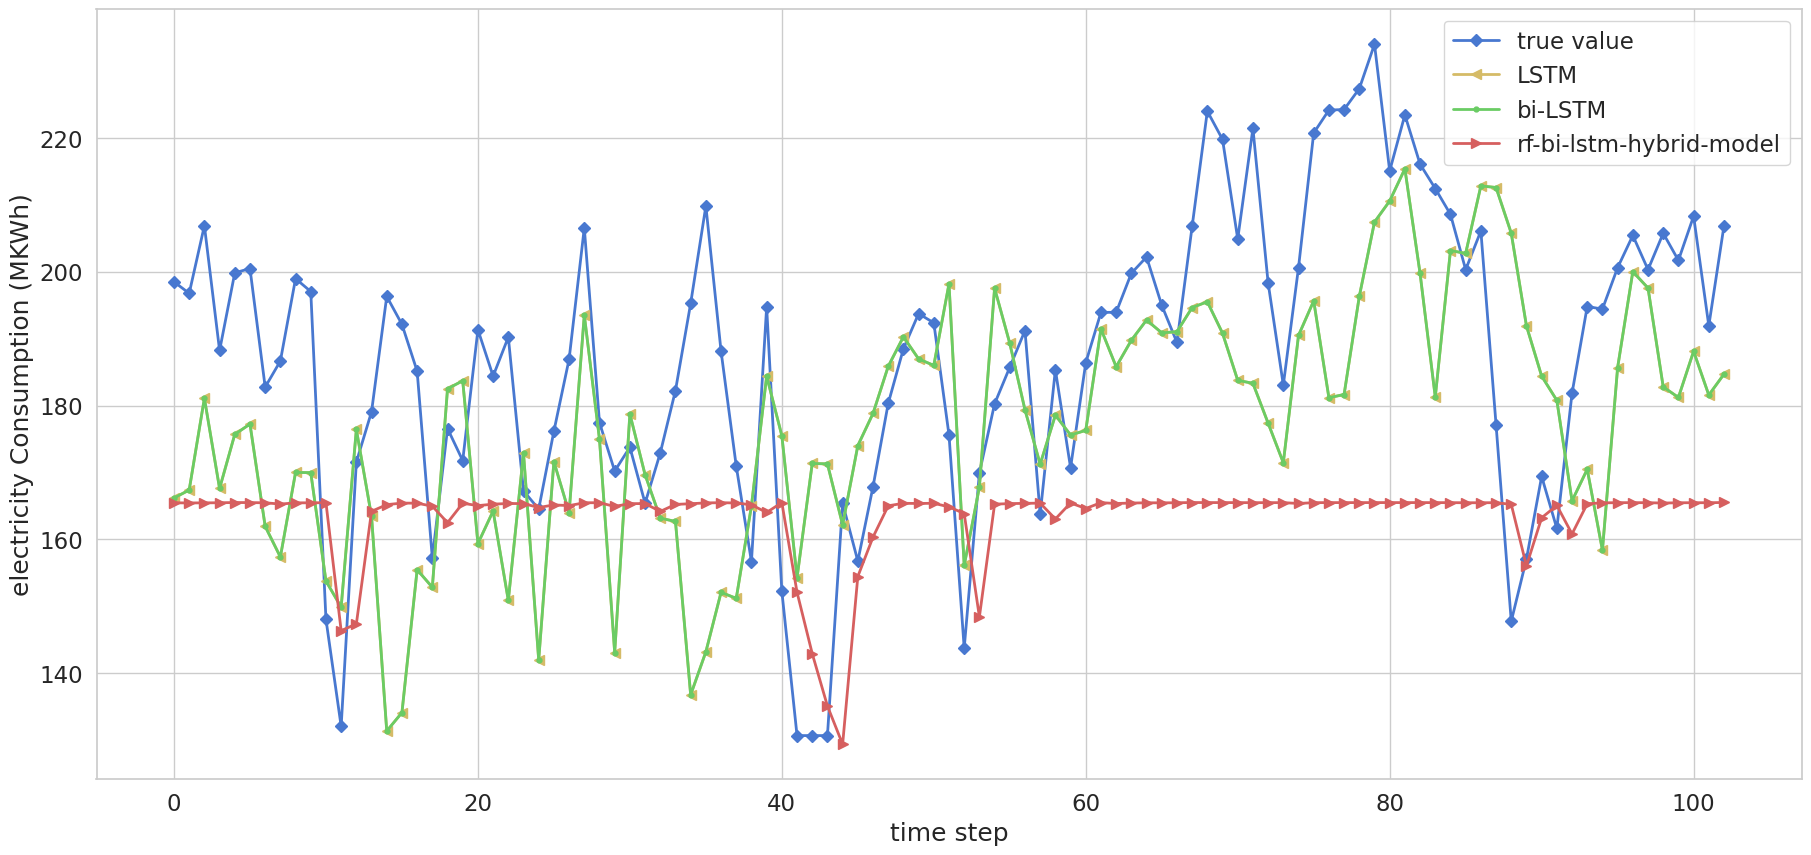 true value
LSTM
bi-LSTM
rf-bi-lstm-hybrid-model
electricity Consumption (MKWh)
220
200
180
160
140
0 20 40 60 80 100
time step